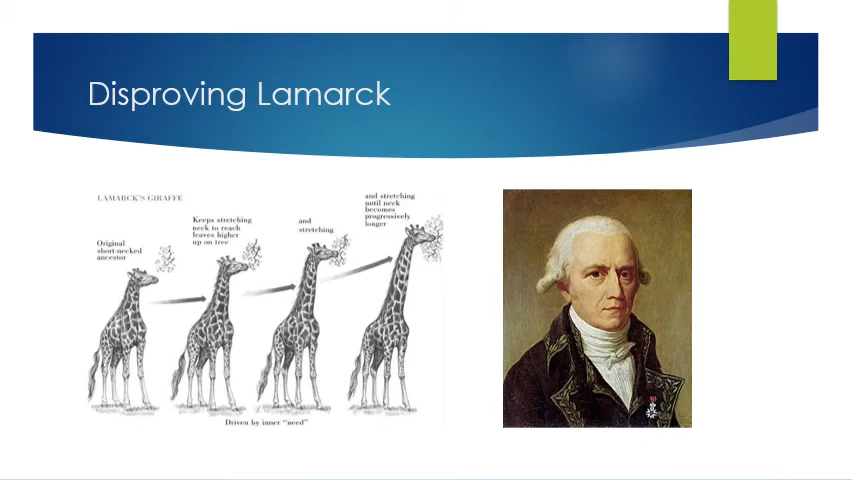 Disproving Lamarck
LAMARCK'S GIRAFFE
Original
short-necked
ancestor
Keeps stretching
neck to reach
leaves higher
up on tree
and
stretching
and stretching
until neck
becomes
progressively
longer
Driven by inner "need"